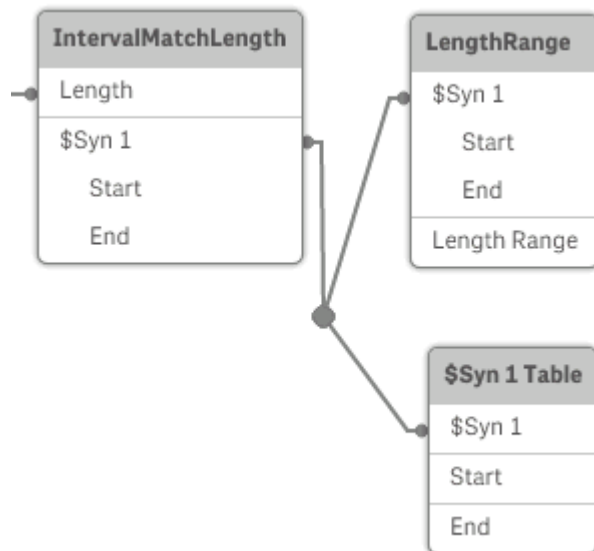 IntervalMatchLength
Length
$Syn 1
Start
End
LengthRange
$Syn 1
Start
End
Length Range
$Syn 1 Table
$Syn 1
Start
End